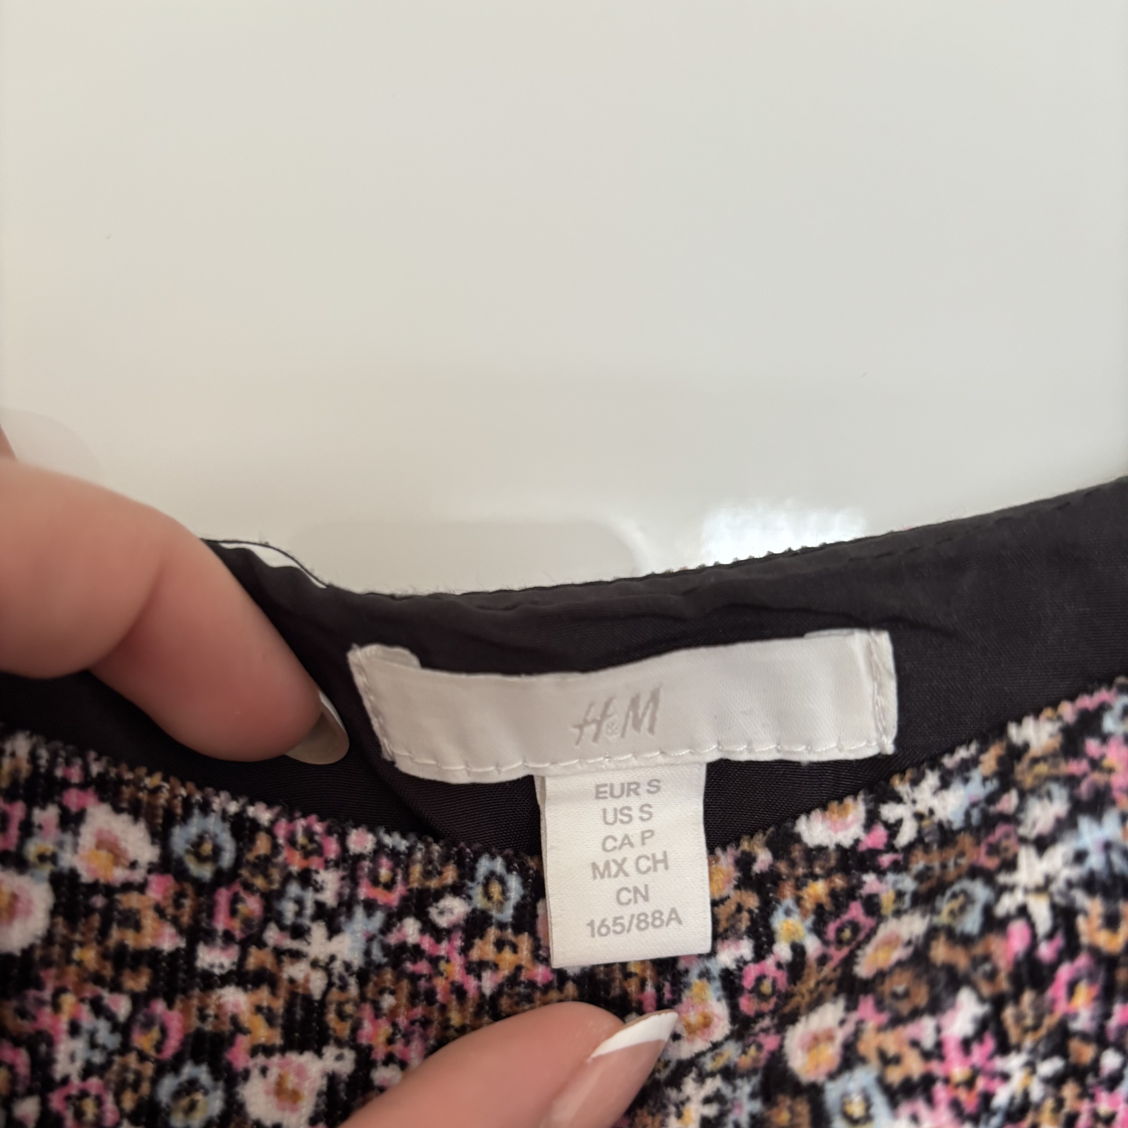 H&M
EUR S
US S
CA P
MX CH
CN
165/88A